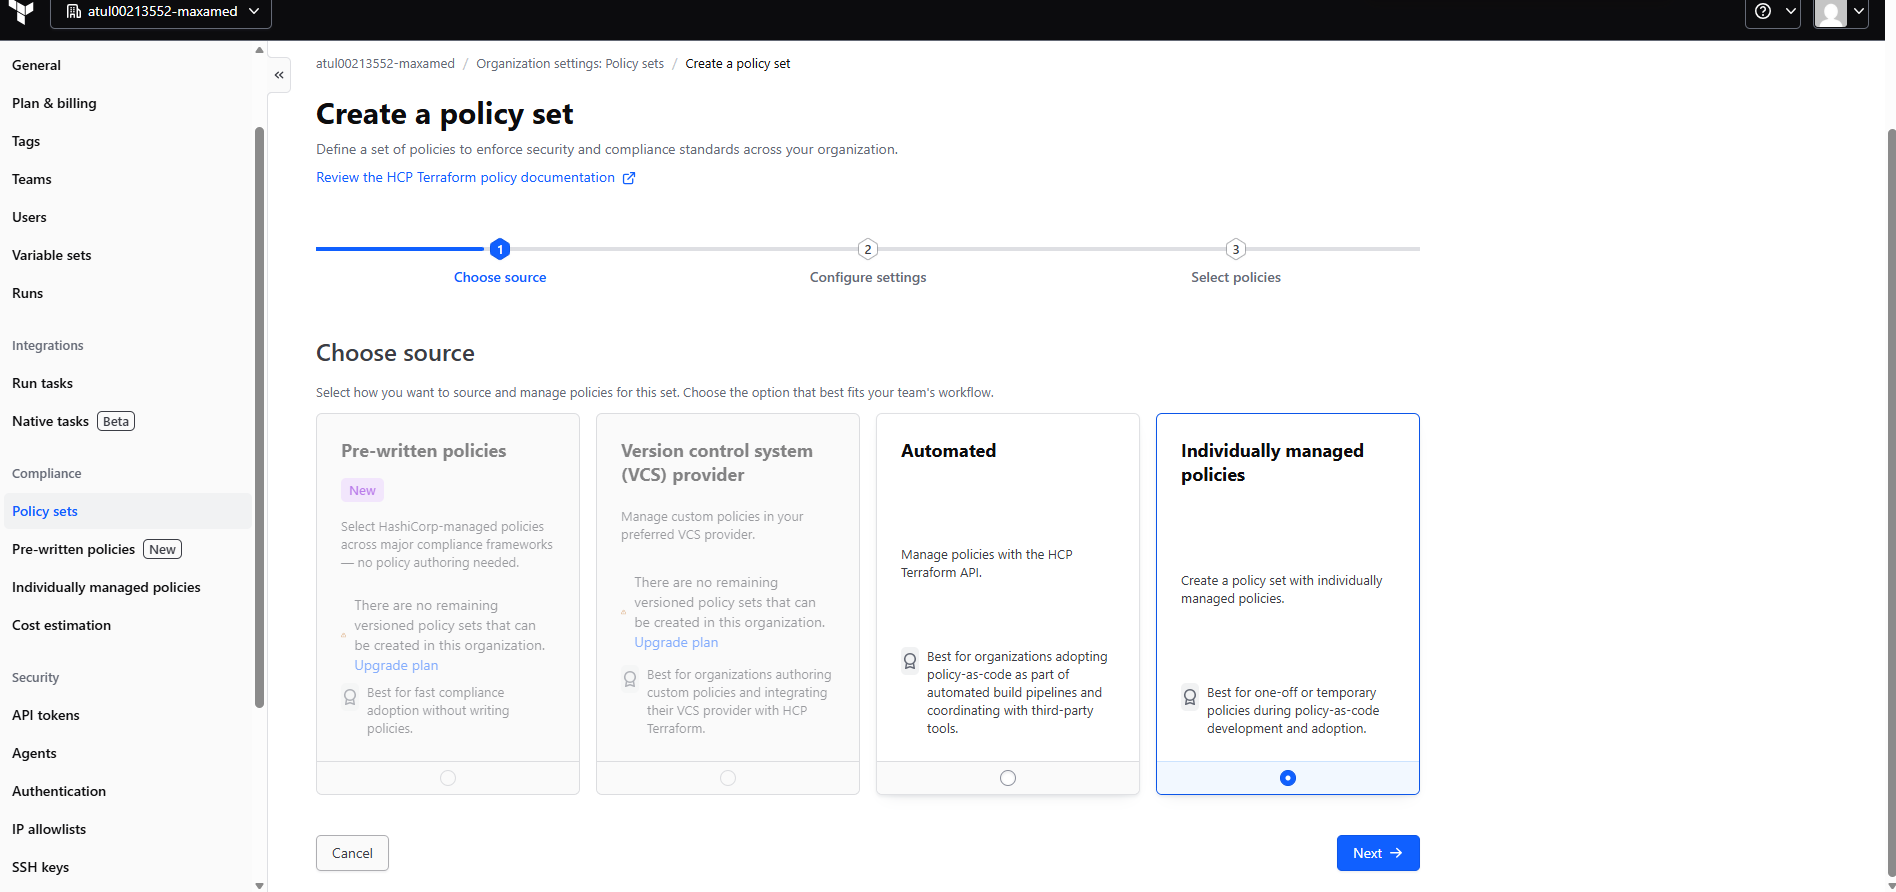 atul00213552-maxamed
General
Plan & billing
Tags
Teams
Users
Variable sets
Runs
Integrations
Run tasks
Native tasks Beta
Compliance
Policy sets
Pre-written policies New
Individually managed policies
Cost estimation
Security
API tokens
Agents
Authentication
IP allowlists
SSH keys
atul00213552-maxamed / Organization settings: Policy sets / Create a policy set
Create a policy set
Define a set of policies to enforce security and compliance standards across your organization.
Review the HCP Terraform policy documentation
1
Choose source
2
Configure settings
3
Select policies
Choose source
Select how you want to source and manage policies for this set. Choose the option that best fits your team's workflow.
Pre-written policies
New
Select HashiCorp-managed policies
across major compliance frameworks
— no policy authoring needed.
There are no remaining
versioned policy sets that can
be created in this organization.
Upgrade plan
Best for fast compliance
adoption without writing
policies.
Version control system
(VCS) provider
Manage custom policies in your
preferred VCS provider.
There are no remaining
versioned policy sets that can
be created in this organization.
Upgrade plan
Best for organizations authoring
custom policies and integrating
their VCS provider with HCP
Terraform.
Automated
Manage policies with the HCP
Terraform API.
Best for organizations adopting
policy-as-code as part of
automated build pipelines and
coordinating with third-party
tools.
Individually managed
policies
Create a policy set with individually
managed policies.
Best for one-off or temporary
policies during policy-as-code
development and adoption.
Cancel
Next